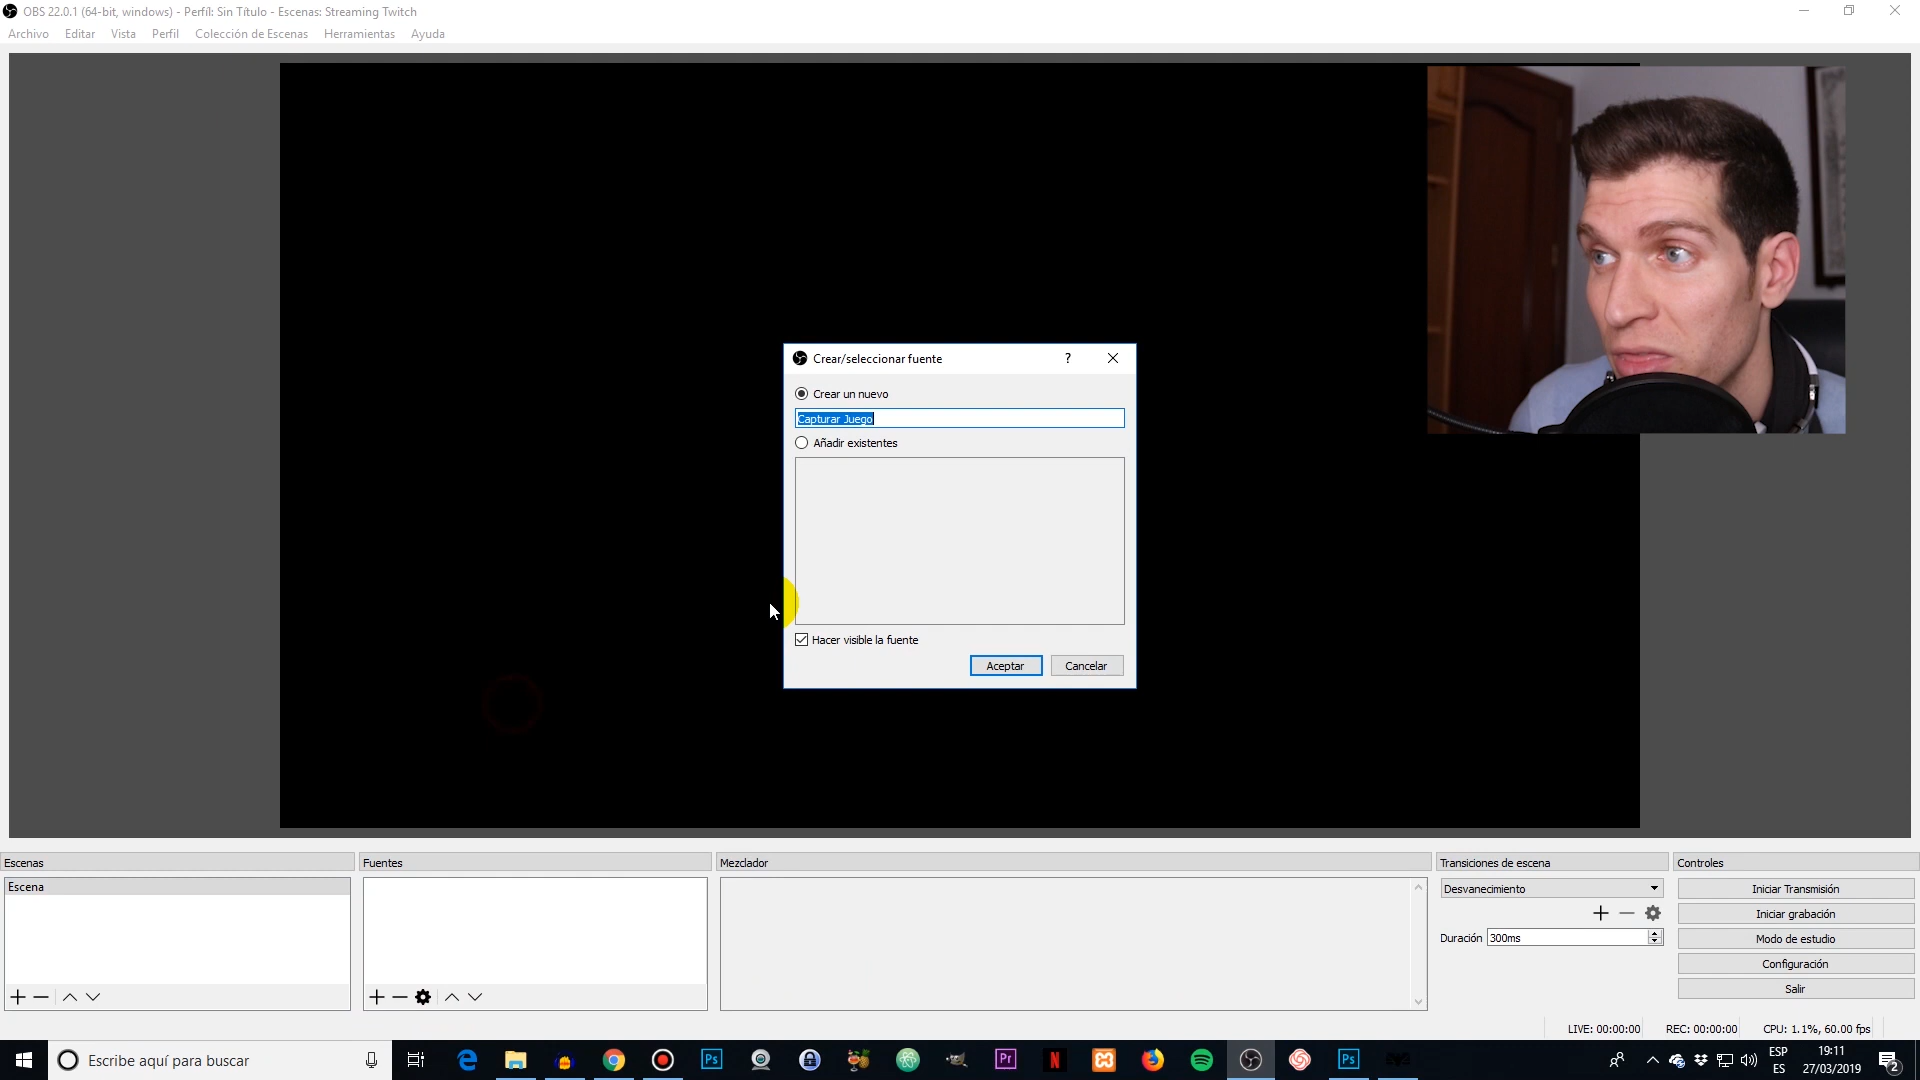 OBS 22.0.1 (64-bit, windows) - Perfil: Sin Título - Escenas: Streaming Twitch
Archivo Editar Vista Perfil Colección de Escenas Herramientas Ayuda
Crear/seleccionar fuente ?
Crear un nuevo
Capturar Juego
Añadir existentes
Hacer visible la fuente
Aceptar Cancelar
Escenas Fuentes Mezclador Transiciones de escena Controles
Escena
Desvanecimiento
Duración 300ms
Iniciar Transmisión
Iniciar grabación
Modo de estudio
Configuración
Salir
LIVE: 00:00:00 REC: 00:00:00 CPU: 1.1%, 60.00 fps
Escribe aquí para buscar
Ps Pr N Ps
ESP
ES
19:11
27/03/2019
2